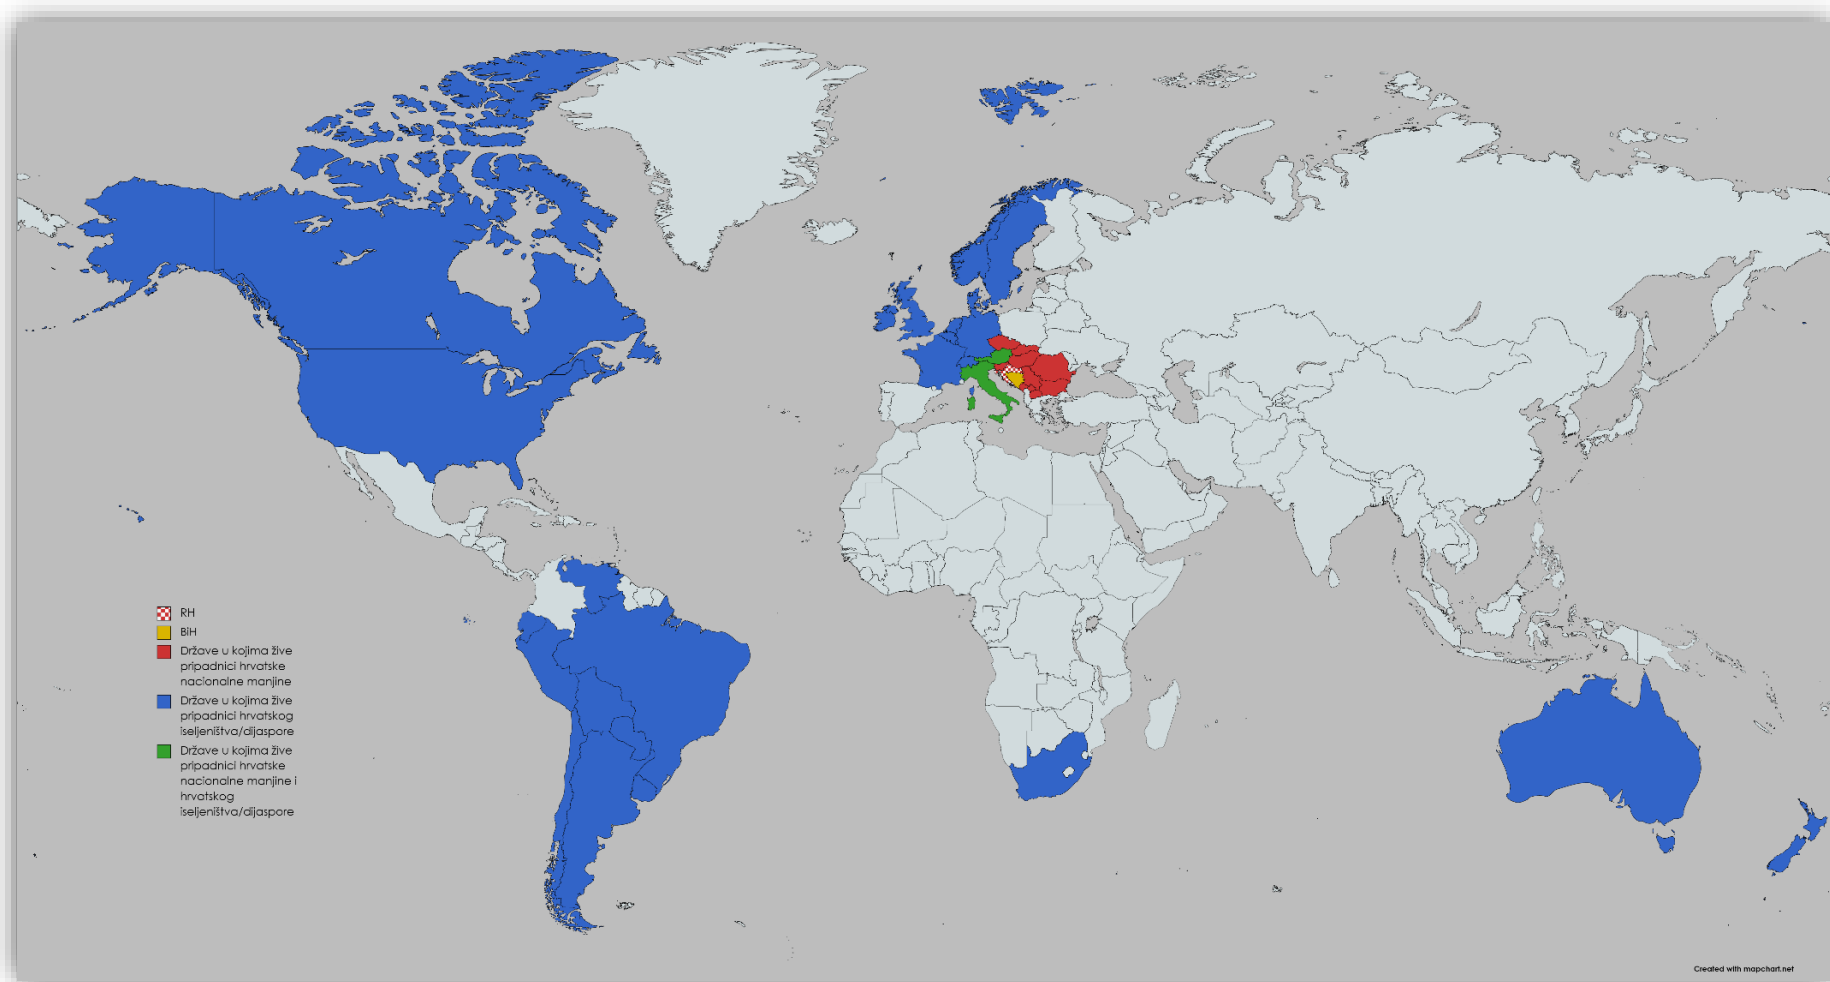 RH
BiH
Države u kojima žive
pripadnici hrvatske
nacionalne manjine
Države u kojima žive
pripadnici hrvatskog
iseljeništva/dijaspore
Države u kojima žive
pripadnici hrvatske
nacionalne manjine i
hrvatskog
iseljeništva/dijaspore
Created with mapchart.net